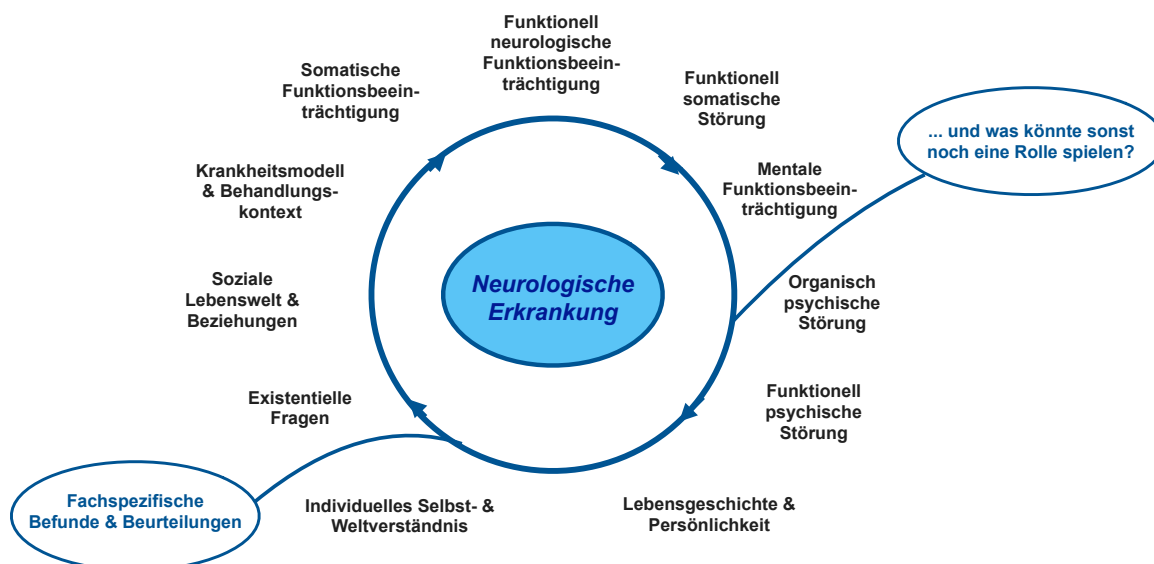 Funktionell
neurologische
Funktionsbeein-
trächtigung
Somatische
Funktionsbeein-
trächtigung
Funktionell
somatische
Störung
... und was könnte sonst
noch eine Rolle spielen?
Krankheitsmodell
& Behandlungs-
kontext
Mentale
Funktionsbeein-
trächtigung
Neurologische
Erkrankung
Soziale
Lebenswelt &
Beziehungen
Organisch
psychische
Störung
Existentielle
Fragen
Funktionell
psychische
Störung
Fachspezifische
Befunde & Beurteilungen
Individuelles Selbst- &
Weltverständnis
Lebensgeschichte &
Persönlichkeit